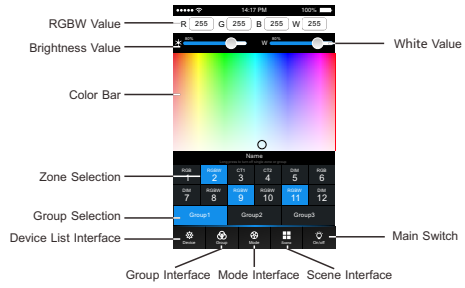 14:17 PM 100%
RGBW Value R 255 G 255 B 255 W 255
Brightness Value 80% W 80% White Value
Color Bar
Name
Zone Selection
RGB 1 RGBW 2 CT1 3 CT2 4 DIM 5 RGB 6
DIM 7 RGBW 8 RGBW 9 RGBW 10 RGBW 11 DIM 12
Group Selection Group1 Group2 Group3
Device List Interface Device Group Mode Scene On/off Main Switch
Group Interface Mode Interface Scene Interface